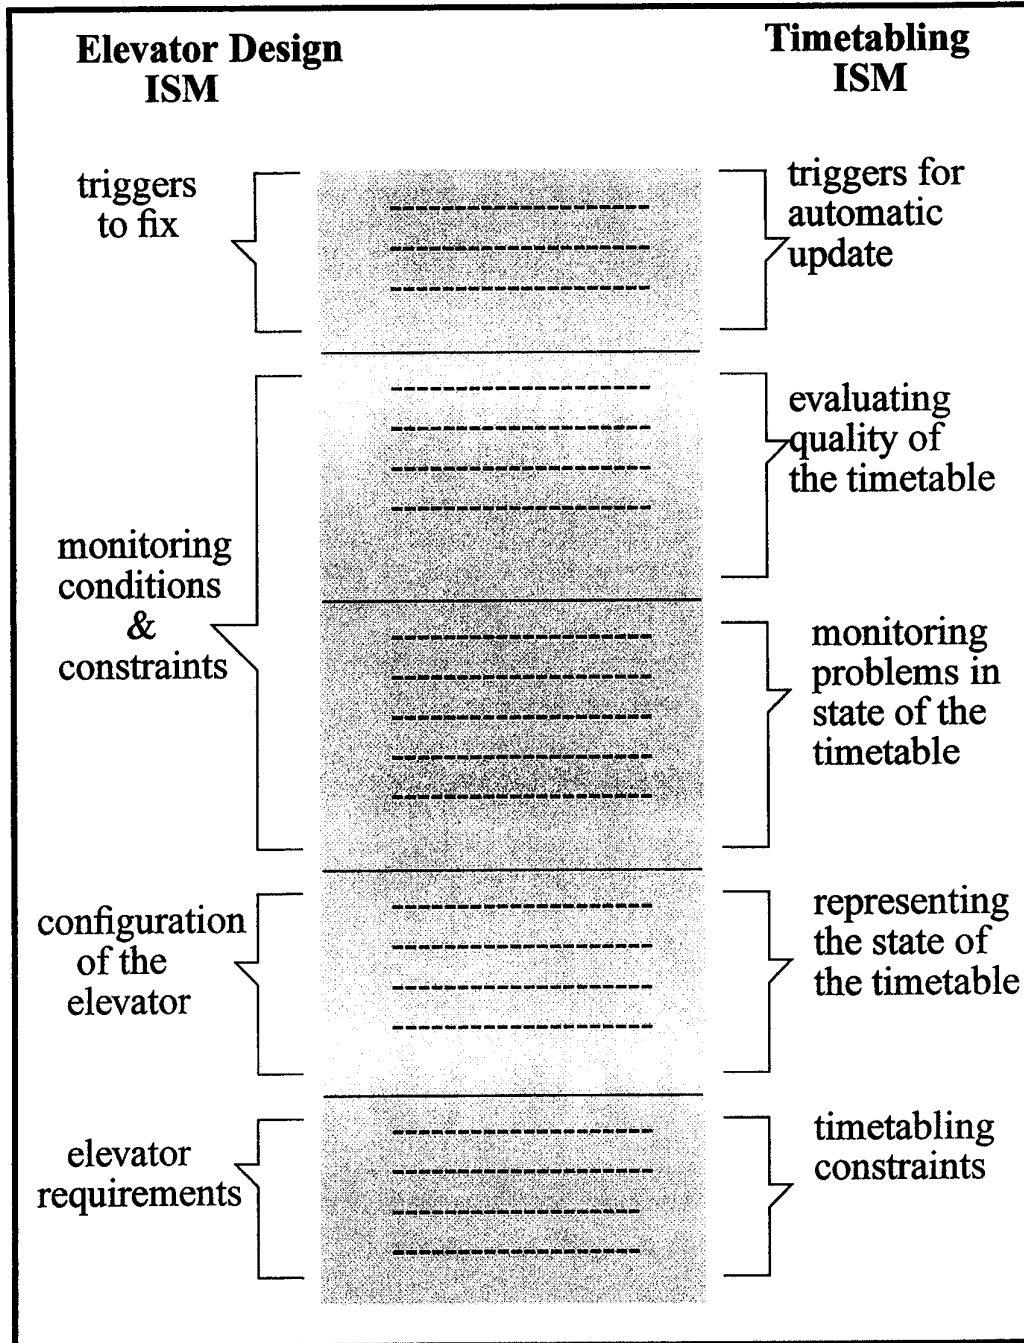 Elevator Design
ISM
Timetabling
ISM
triggers
to fix
triggers for
automatic
update
evaluating
quality of
the timetable
monitoring
conditions
&
constraints
monitoring
problems in
state of the
timetable
configuration
of the
elevator
representing
the state of
the timetable
elevator
requirements
timetabling
constraints